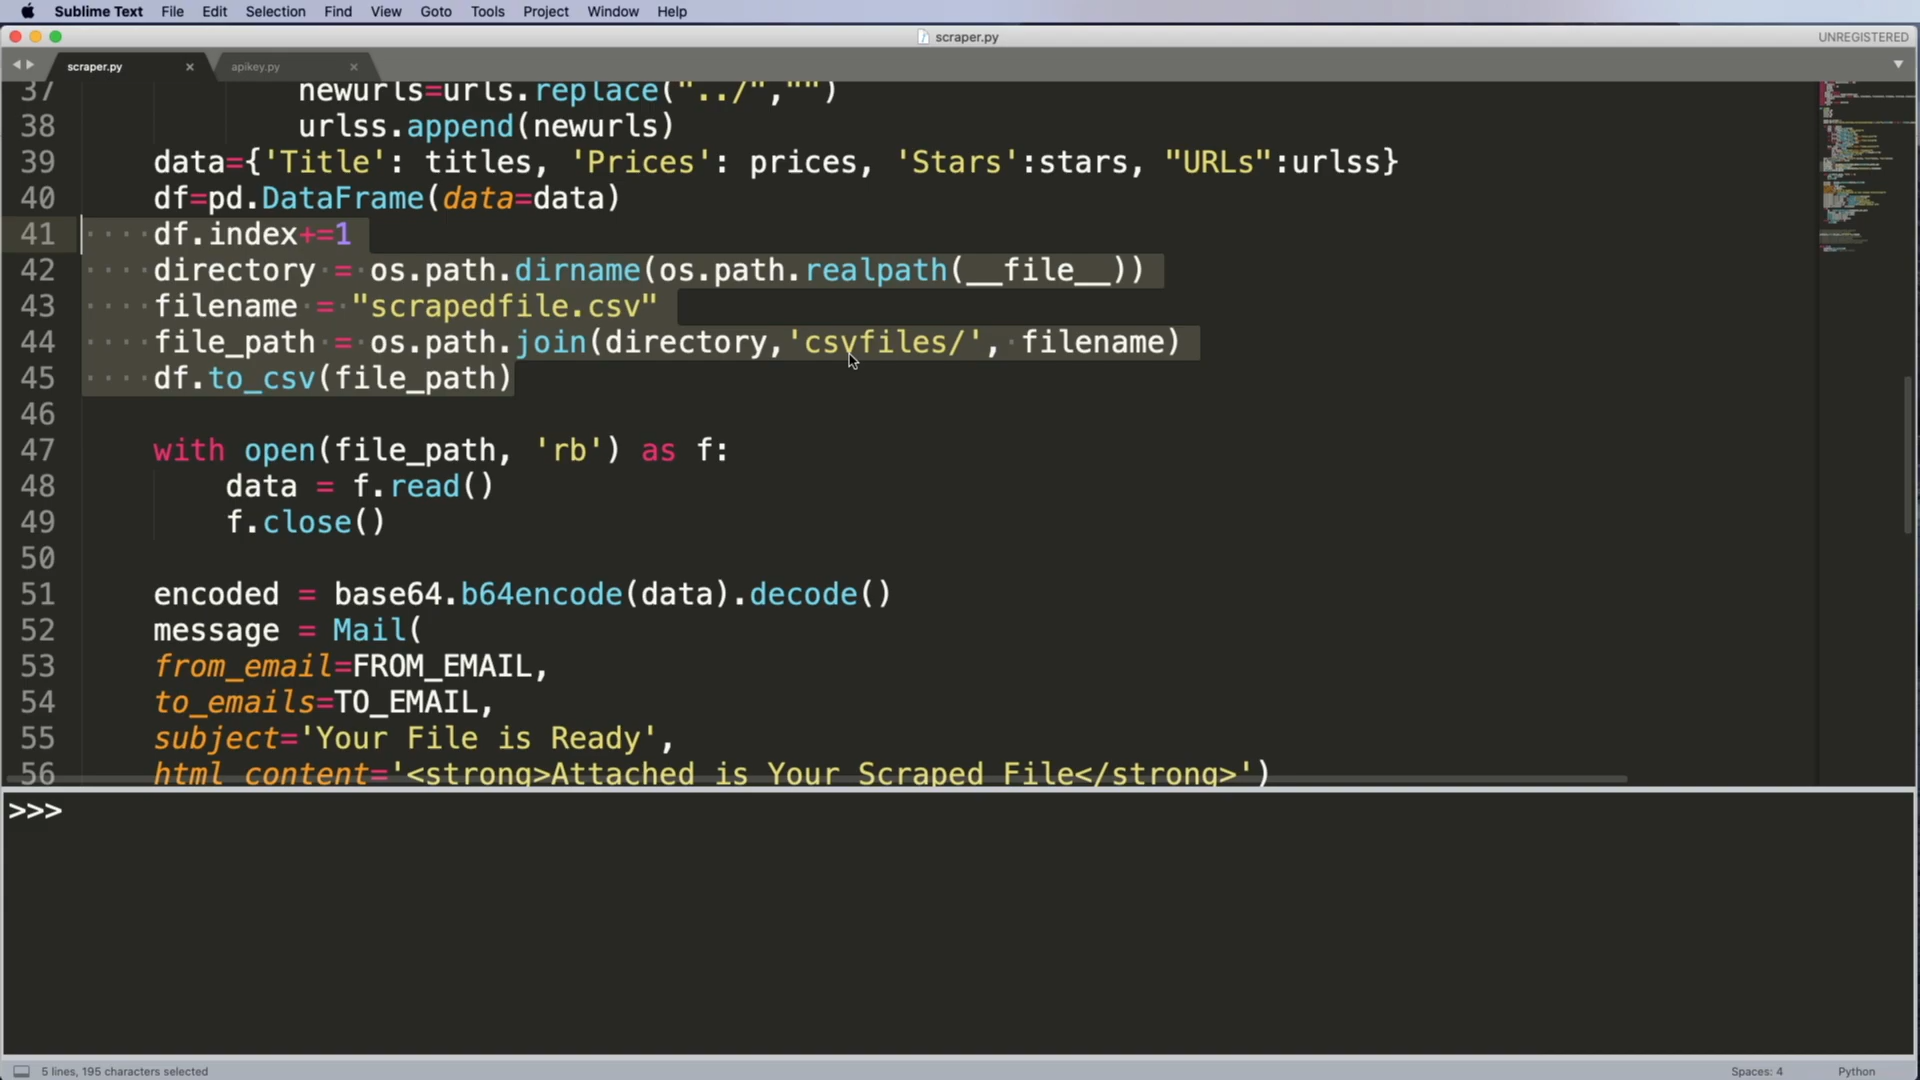 Sublime Text File Edit Selection Find View Goto Tools Project Window Help
scraper.py UNREGISTERED
scraper.py × apikey.py ×
37 newurls=urls.replace("../","")
38 urlss.append(newurls)
39 data={'Title': titles, 'Prices': prices, 'Stars':stars, "URLs":urlss}
40 df=pd.DataFrame(data=data)
41 df.index+=1
42 directory = os.path.dirname(os.path.realpath(__file__))
43 filename = "scrapedfile.csv"
44 file_path = os.path.join(directory,'csvfiles/', filename)
45 df.to_csv(file_path)
46
47 with open(file_path, 'rb') as f:
48 data = f.read()
49 f.close()
50
51 encoded = base64.b64encode(data).decode()
52 message = Mail(
53 from_email=FROM_EMAIL,
54 to_emails=TO_EMAIL,
55 subject='Your File is Ready',
56 html_content='<strong>Attached is Your Scraped File</strong>')
>>>
5 lines, 195 characters selected Spaces: 4 Python